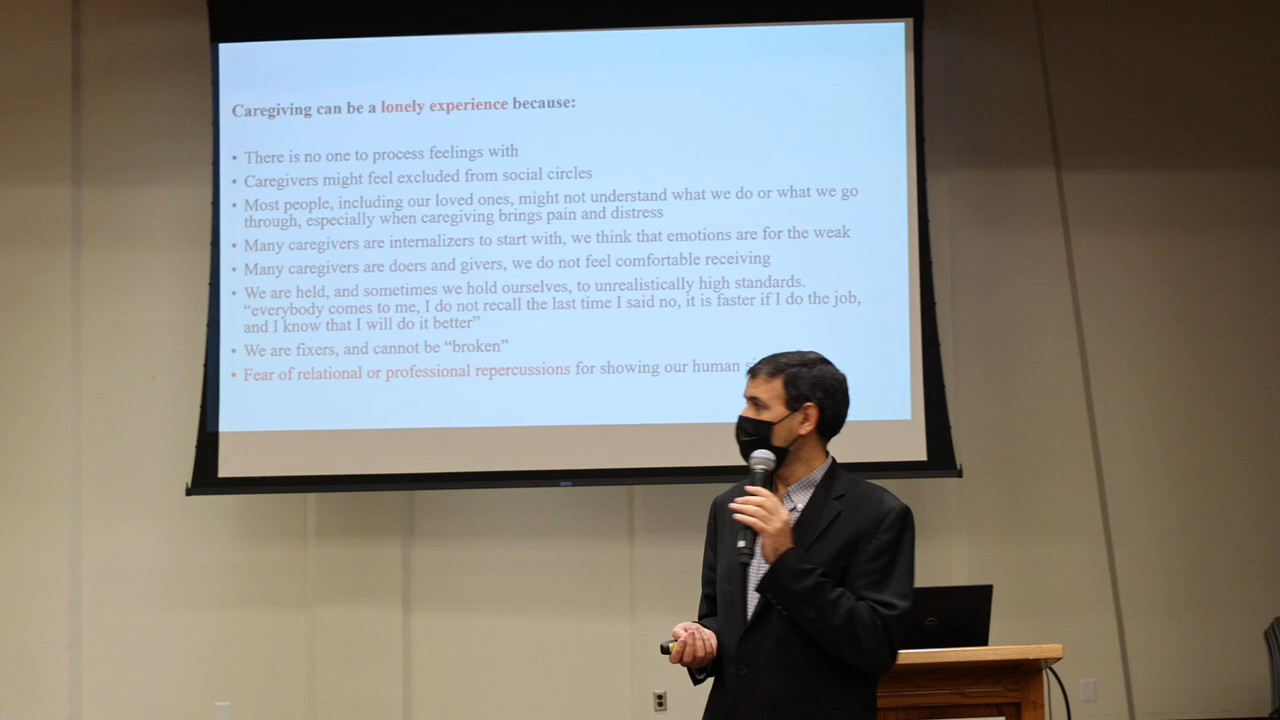 Caregiving can be a lonely experience because:
• There is no one to process feelings with
• Caregivers might feel excluded from social circles
• Most people, including our loved ones, might not understand what we do or what we go
through, especially when caregiving brings pain and distress
• Many caregivers are internalizers to start with, we think that emotions are for the weak
• Many caregivers are doers and givers, we do not feel comfortable receiving
• We are held, and sometimes we hold ourselves, to unrealistically high standards.
“everybody comes to me, I do not recall the last time I said no, it is faster if I do the job,
and I know that I will do it better”
• We are fixers, and cannot be “broken”
• Fear of relational or professional repercussions for showing our human